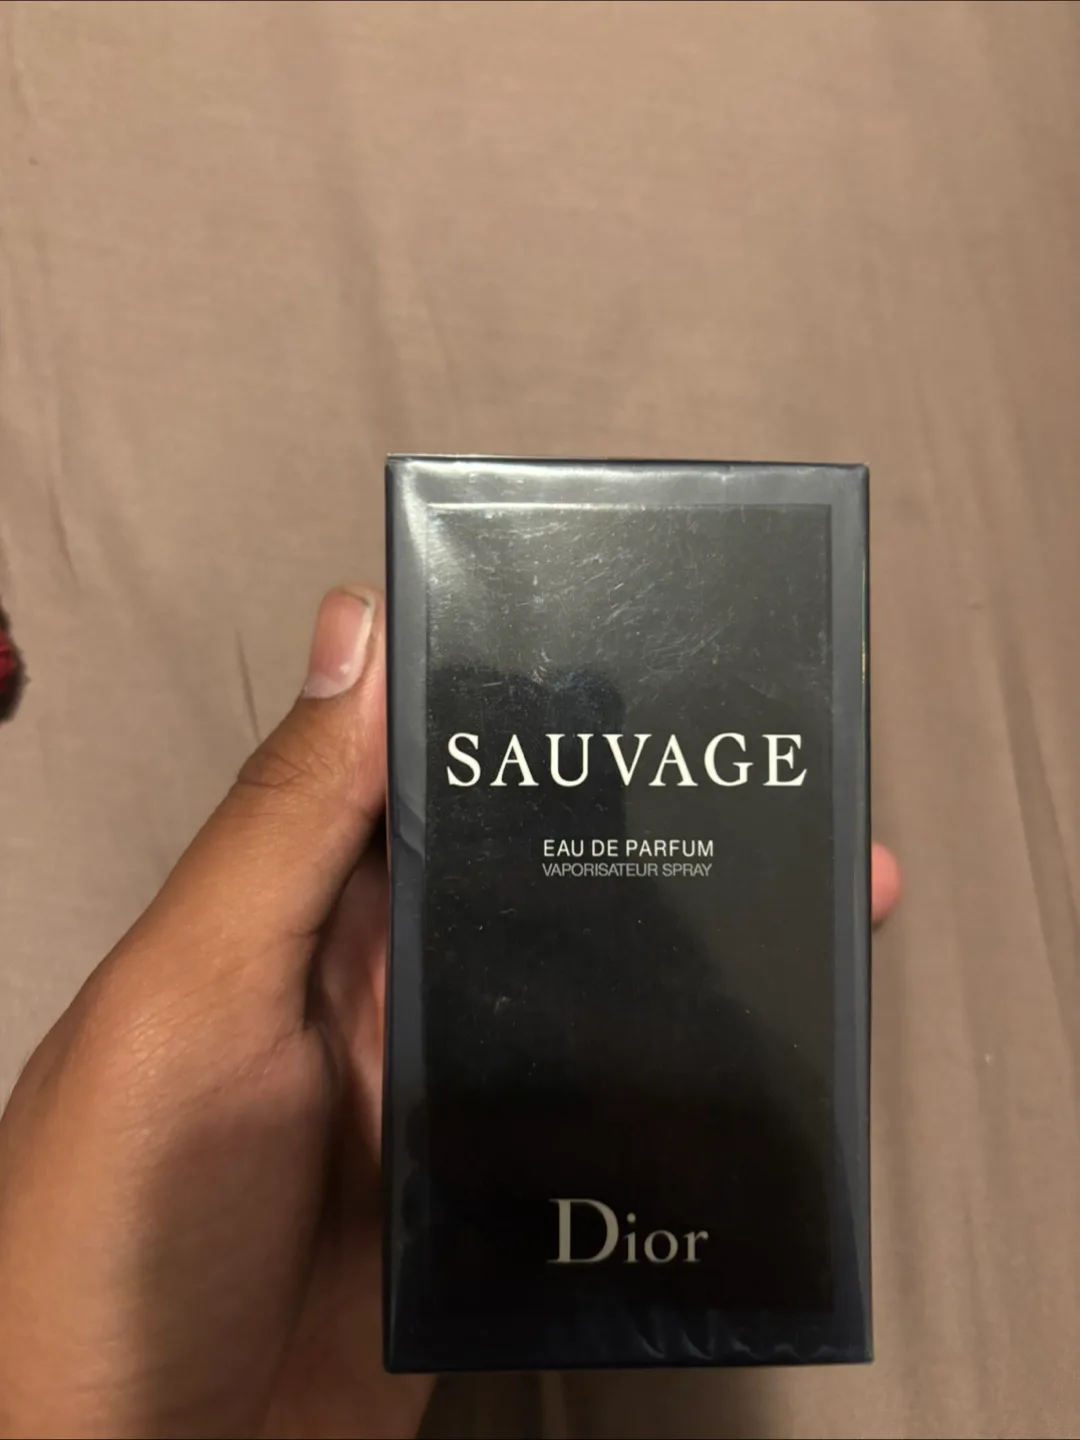 SAUVAGE
EAU DE PARFUM
VAPORISATEUR SPRAY
Dior